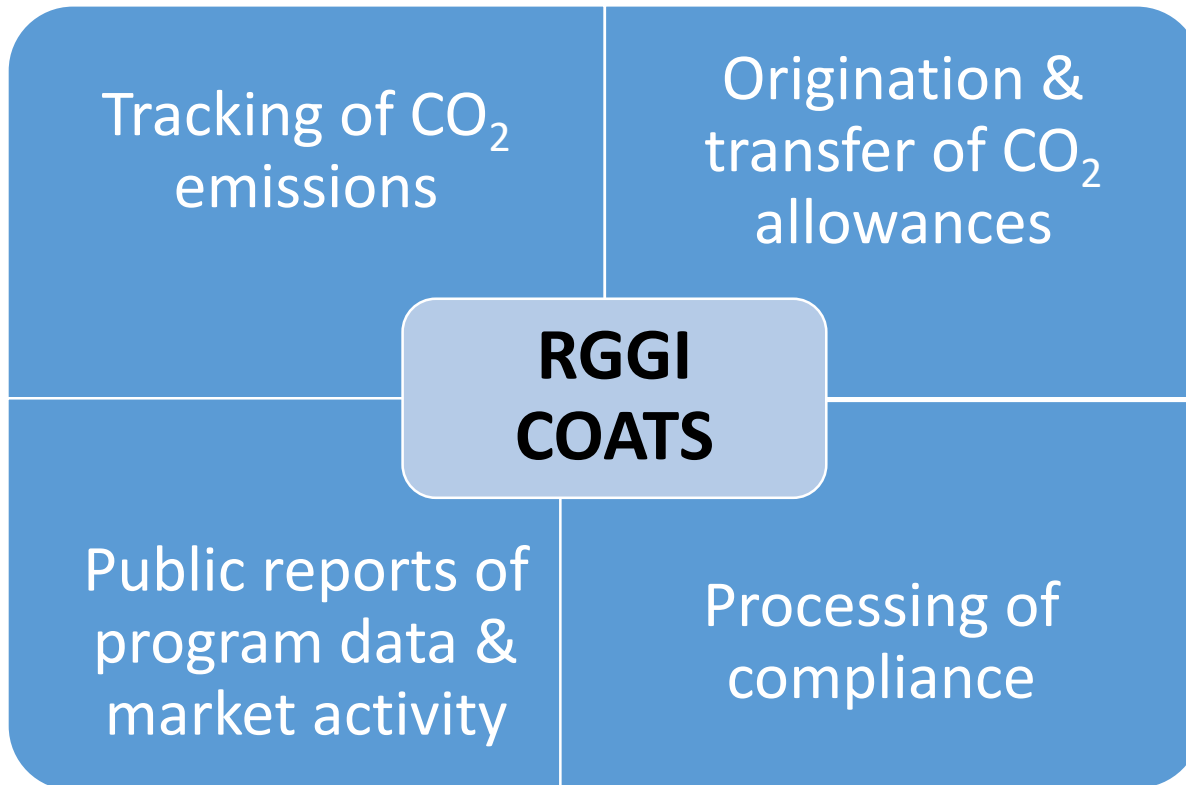 Tracking of CO₂
emissions
Origination &
transfer of CO₂
allowances
RGGI
COATS
Public reports of
program data &
market activity
Processing of
compliance